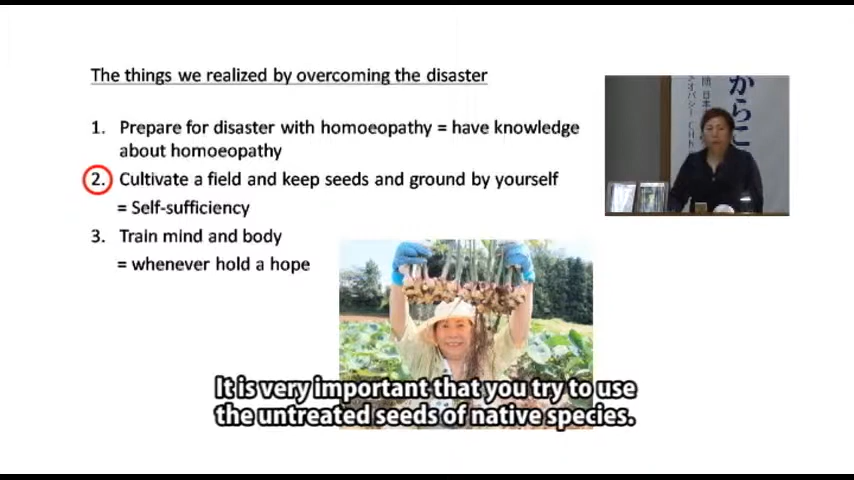 The things we realized by overcoming the disaster
1. Prepare for disaster with homoeopathy = have knowledge
about homoeopathy
2. Cultivate a field and keep seeds and ground by yourself
= Self-sufficiency
3. Train mind and body
= whenever hold a hope
からこ
It is very important that you try to use
the untreated seeds of native species.